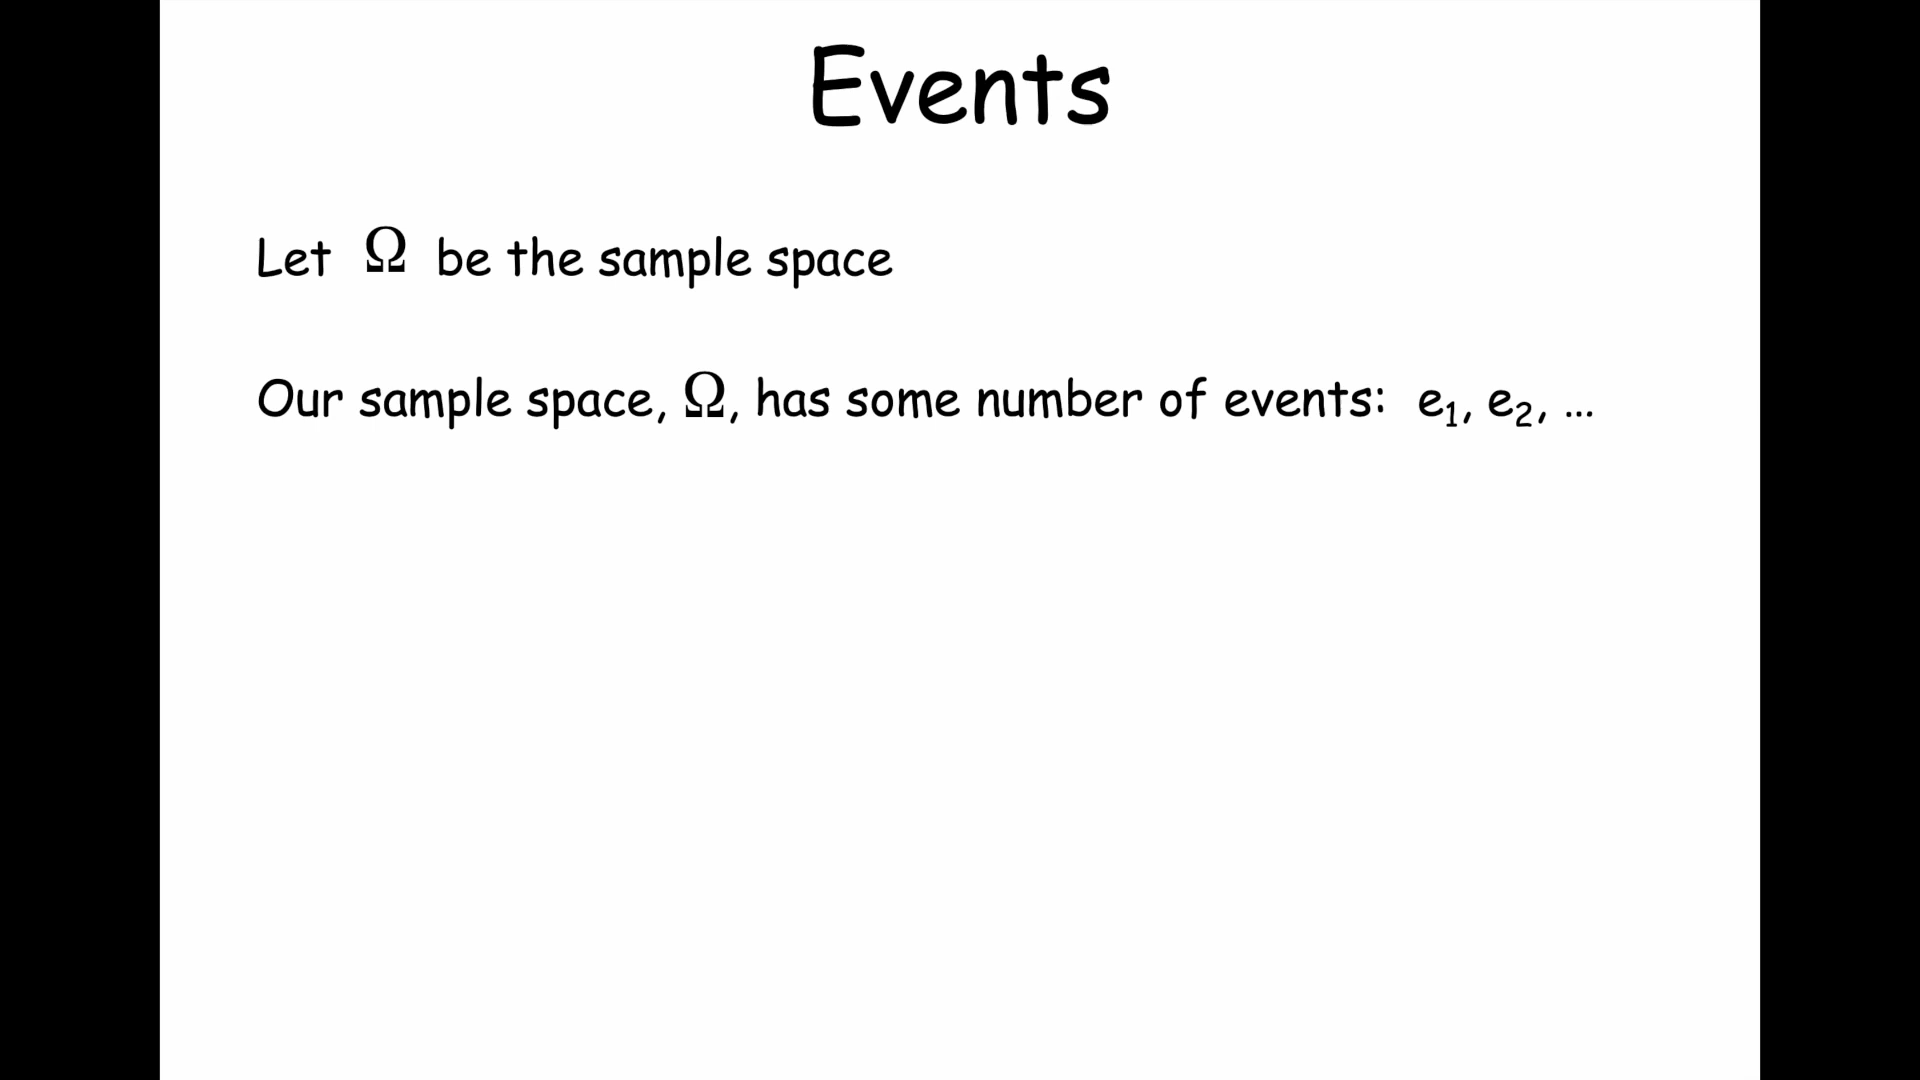 Events
Let Ω be the sample space
Our sample space, Ω, has some number of events: e₁, e₂, ...